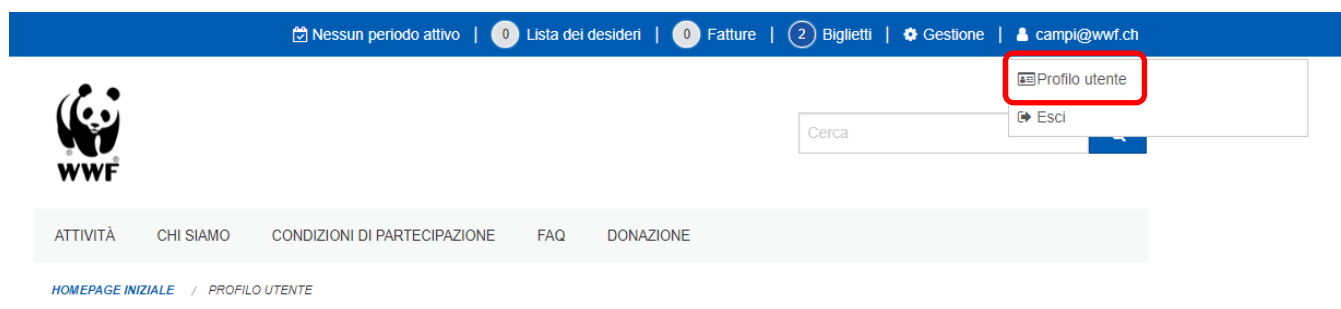 Nessun periodo attivo | 0 Lista dei desideri | 0 Fatture | 2 Biglietti | Gestione | campi@wwf.ch
Profilo utente
Esci
Cerca
WWF
ATTIVITÀ CHI SIAMO CONDIZIONI DI PARTECIPAZIONE FAQ DONAZIONE
HOMEPAGE INIZIALE / PROFILO UTENTE